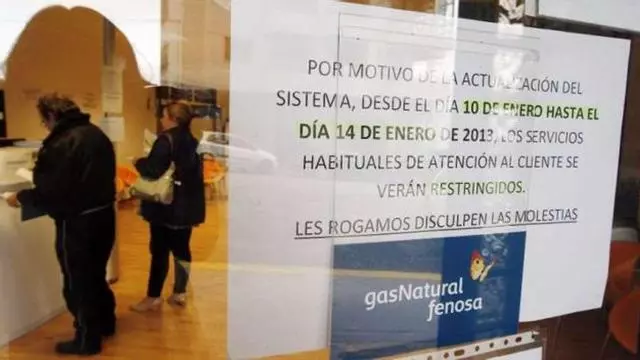 POR MOTIVO DE LA ACTUALIZACIÓN DEL
SISTEMA, DESDE EL DÍA 10 DE ENERO HASTA EL
DÍA 14 DE ENERO DE 2013, LOS SERVICIOS
HABITUALES DE ATENCIÓN AL CLIENTE SE
VERÁN RESTRINGIDOS.
LES ROGAMOS DISCULPEN LAS MOLESTIAS
gasNatural
fenosa